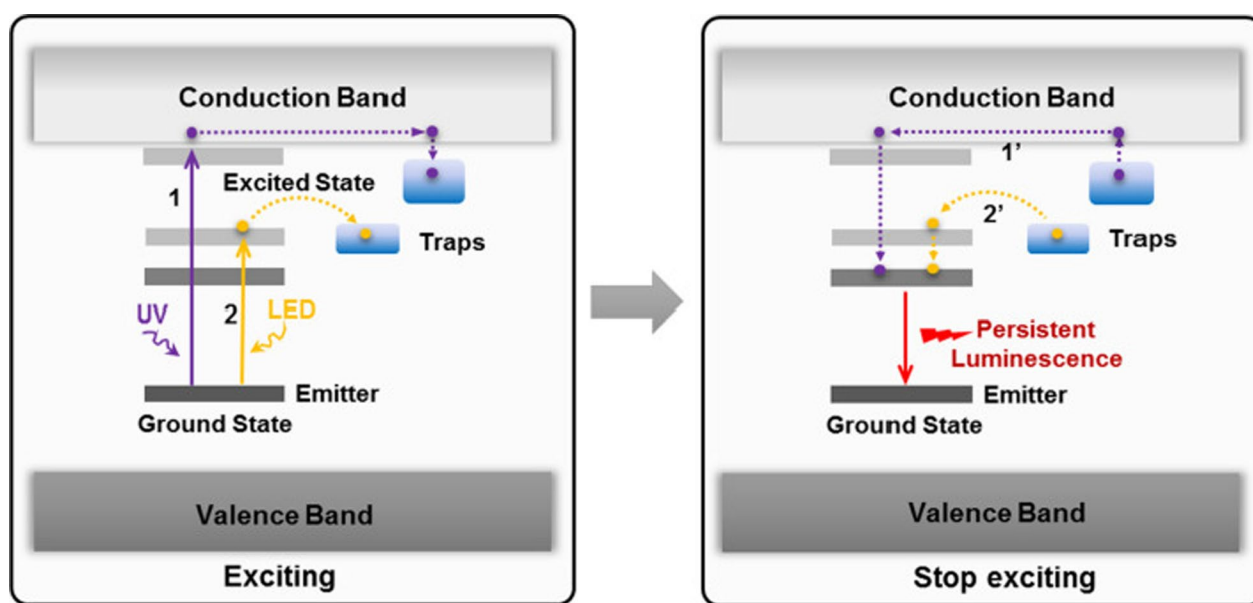 Conduction Band
1
Excited State
Traps
UV
2
LED
Emitter
Ground State
Valence Band
Exciting
Conduction Band
1’
2’
Traps
Persistent
Luminescence
Emitter
Ground State
Valence Band
Stop exciting